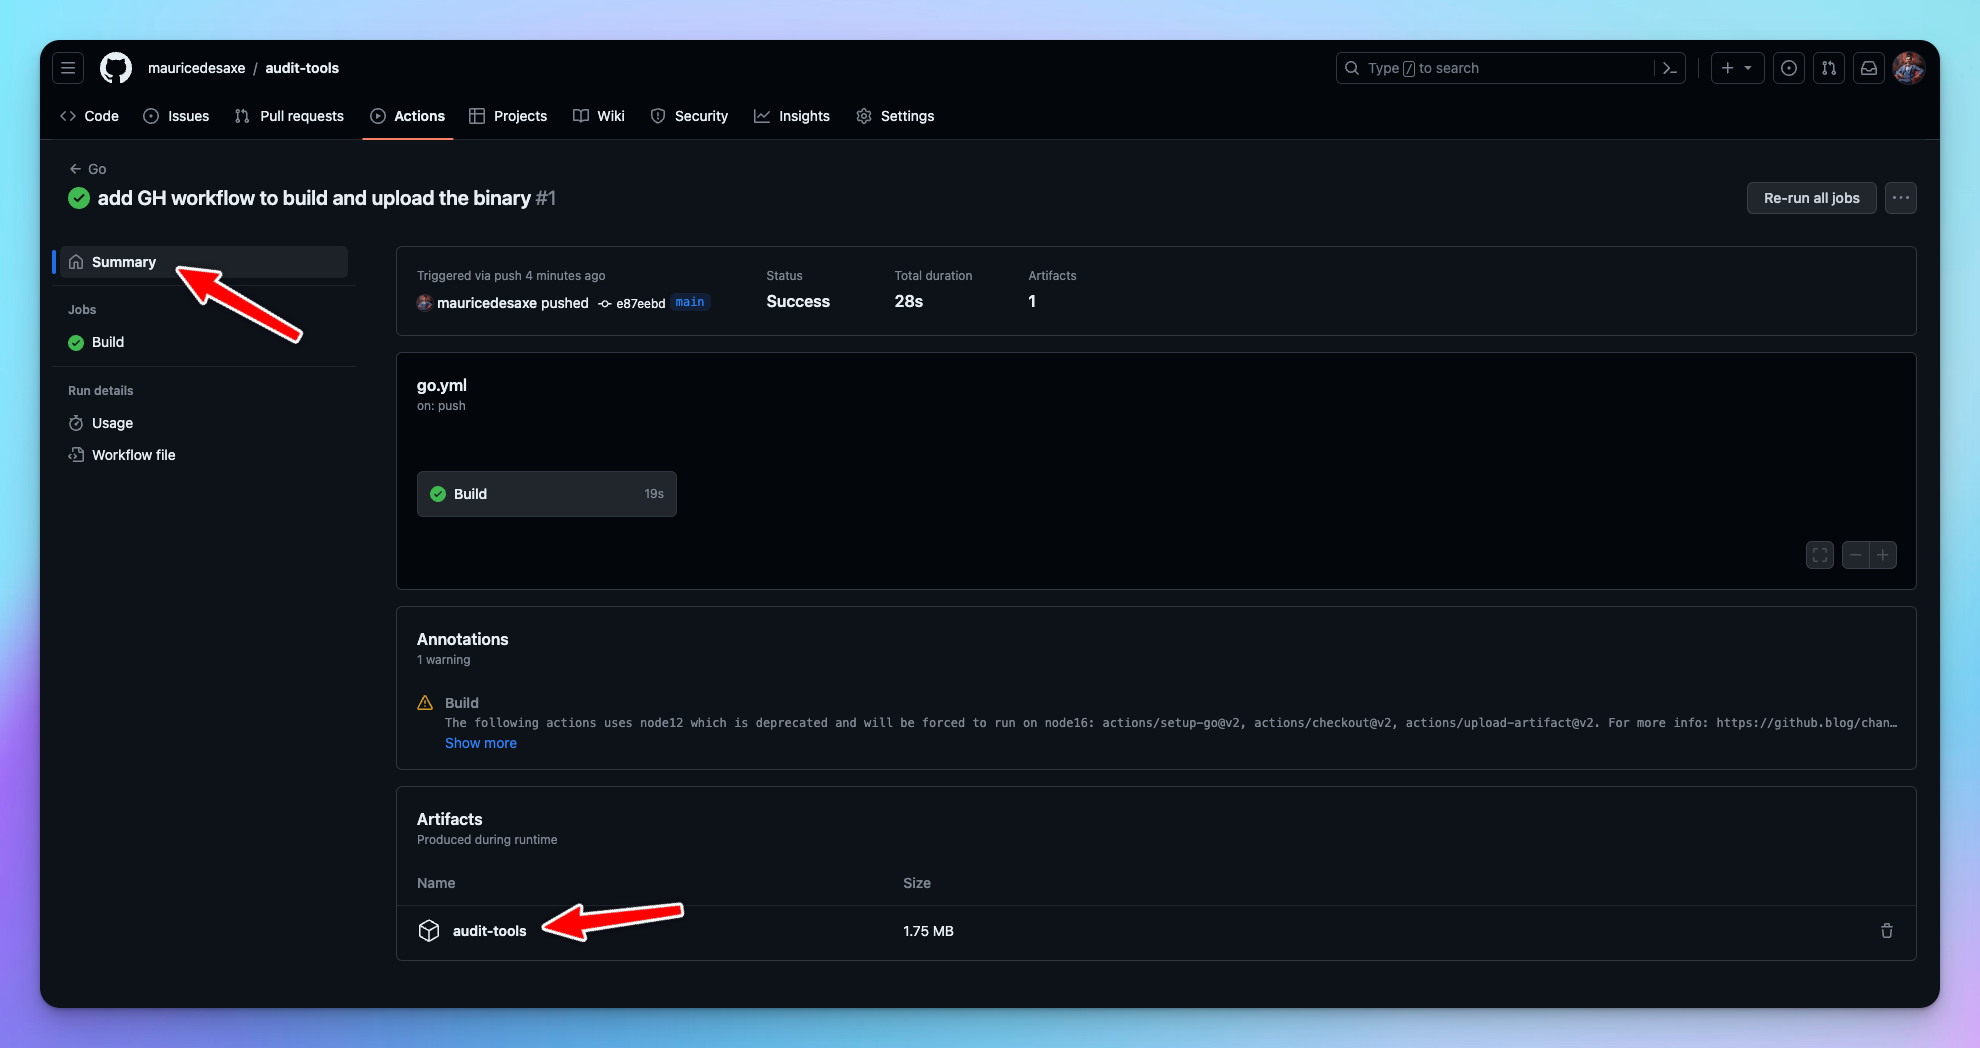 mauricedesaxe / audit-tools
Type / to search
Code Issues Pull requests Actions Projects Wiki Security Insights Settings
Go
add GH workflow to build and upload the binary #1
Re-run all jobs
Summary
Jobs
Build
Run details
Usage
Workflow file
Triggered via push 4 minutes ago
mauricedesaxe pushed e87eebd main
Status
Success
Total duration
28s
Artifacts
1
go.yml
on: push
Build 19s
Annotations
1 warning
Build
The following actions uses node12 which is deprecated and will be forced to run on node16: actions/setup-go@v2, actions/checkout@v2, actions/upload-artifact@v2. For more info: https://github.blog/chan…
Show more
Artifacts
Produced during runtime
Name Size
audit-tools 1.75 MB